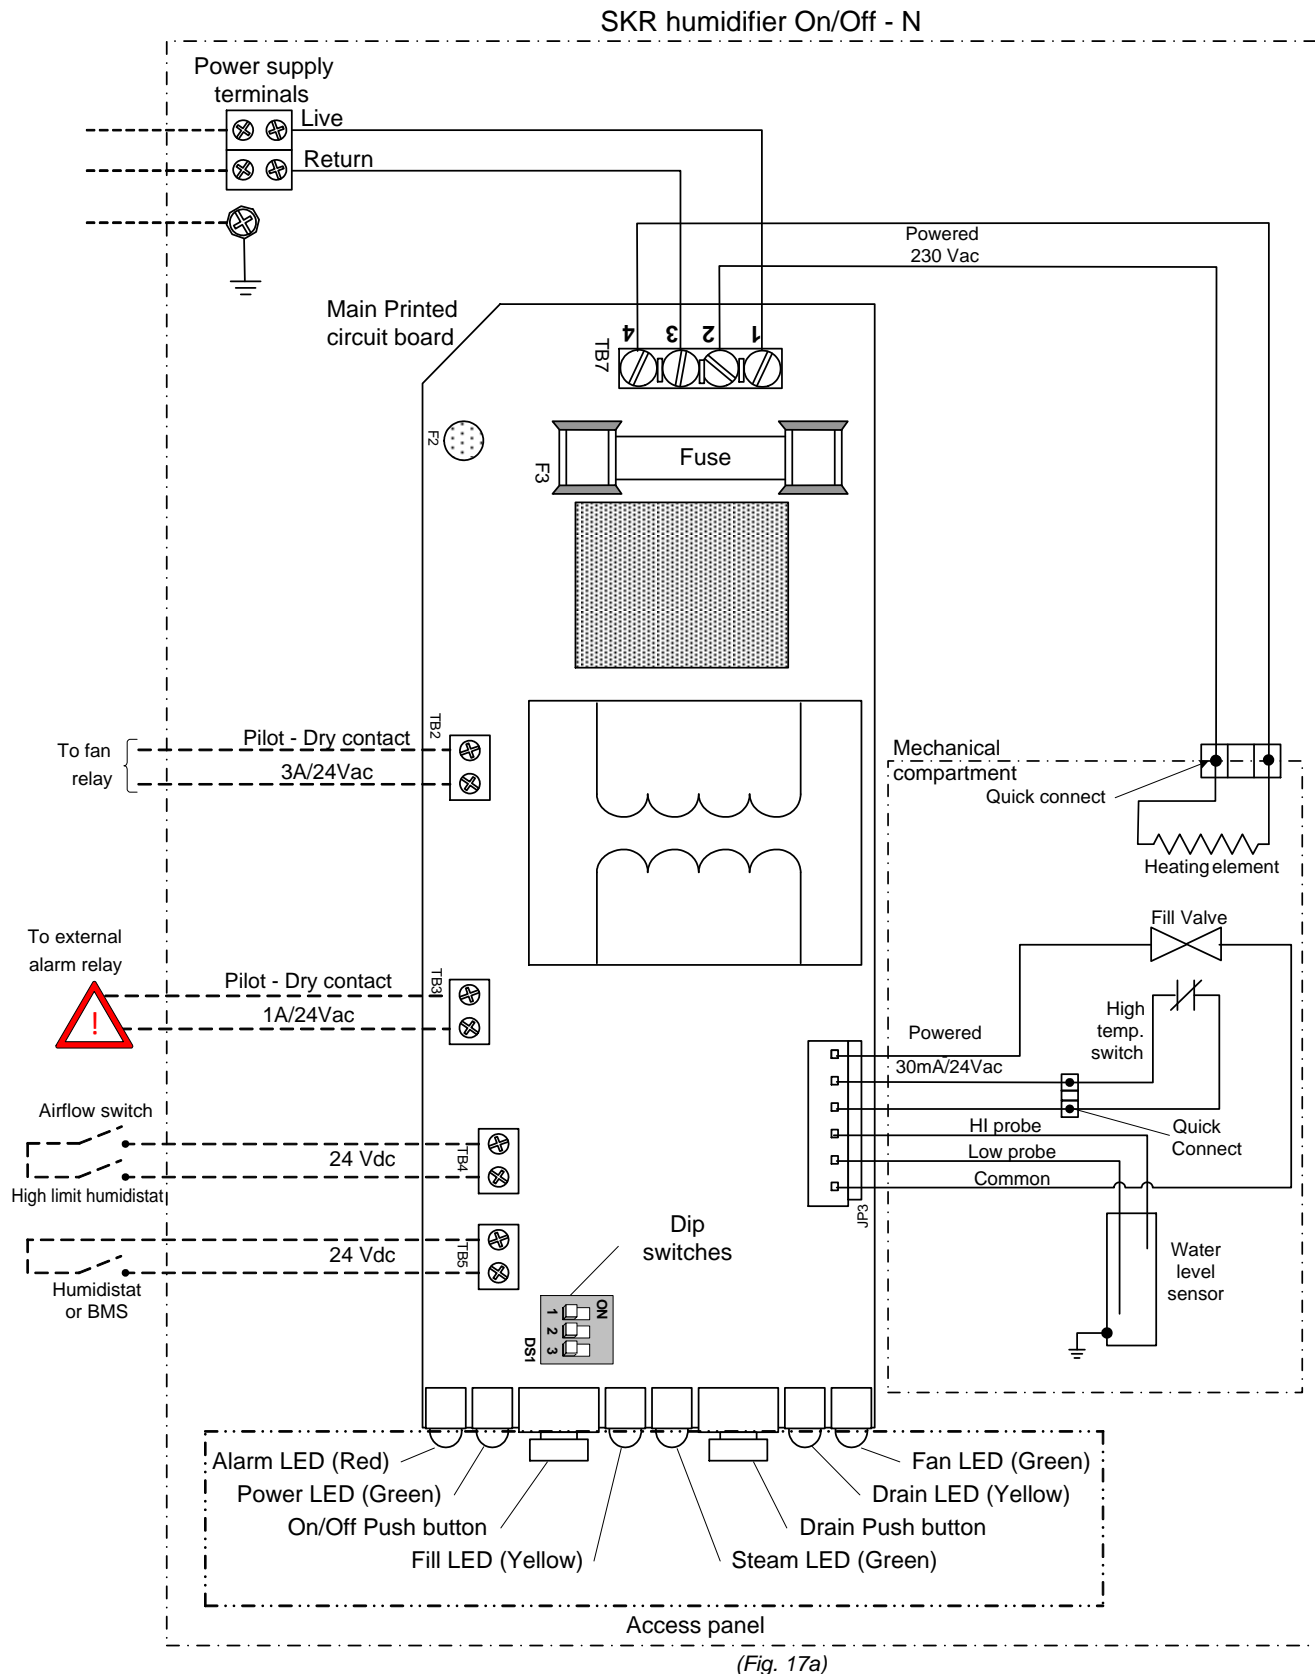 SKR humidifier On/Off - N
Power supply
terminals
Live
Return
Powered
230 Vac
Main Printed
circuit board
4 3 2 1
TB7
F2
F3
Fuse
TB2
To fan
relay
Pilot - Dry contact
3A/24Vac
Mechanical
compartment
Quick connect
Heating element
Fill Valve
To external
alarm relay
!
Pilot - Dry contact
1A/24Vac
TB3
High
temp.
switch
Powered
30mA/24Vac
Quick
Connect
HI probe
Low probe
Common
JP3
Airflow switch
24 Vdc
TB4
High limit humidistat
24 Vdc
TB5
Humidistat
or BMS
Dip
switches
ON
1
2
3
DS1
Water
level
sensor
Alarm LED (Red)
Fan LED (Green)
Power LED (Green)
Drain LED (Yellow)
On/Off Push button
Drain Push button
Fill LED (Yellow)
Steam LED (Green)
Access panel
(Fig. 17a)